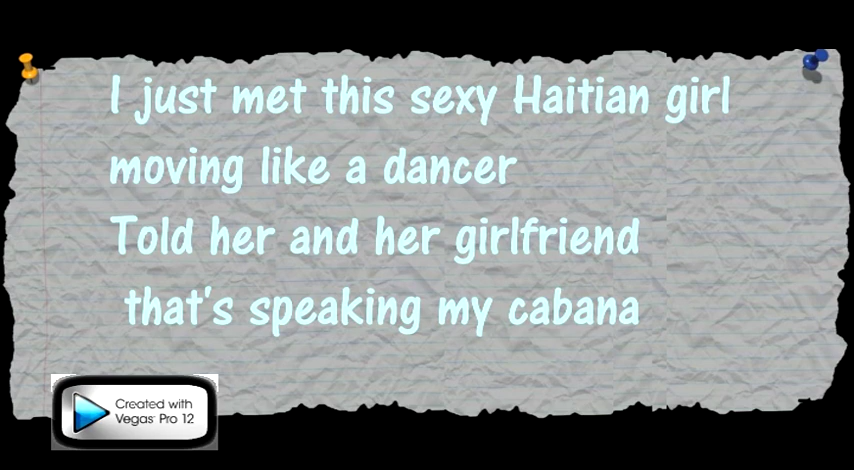 I just met this sexy Haitian girl
moving like a dancer
Told her and her girlfriend
that's speaking my cabana
Created with
Vegas Pro 12